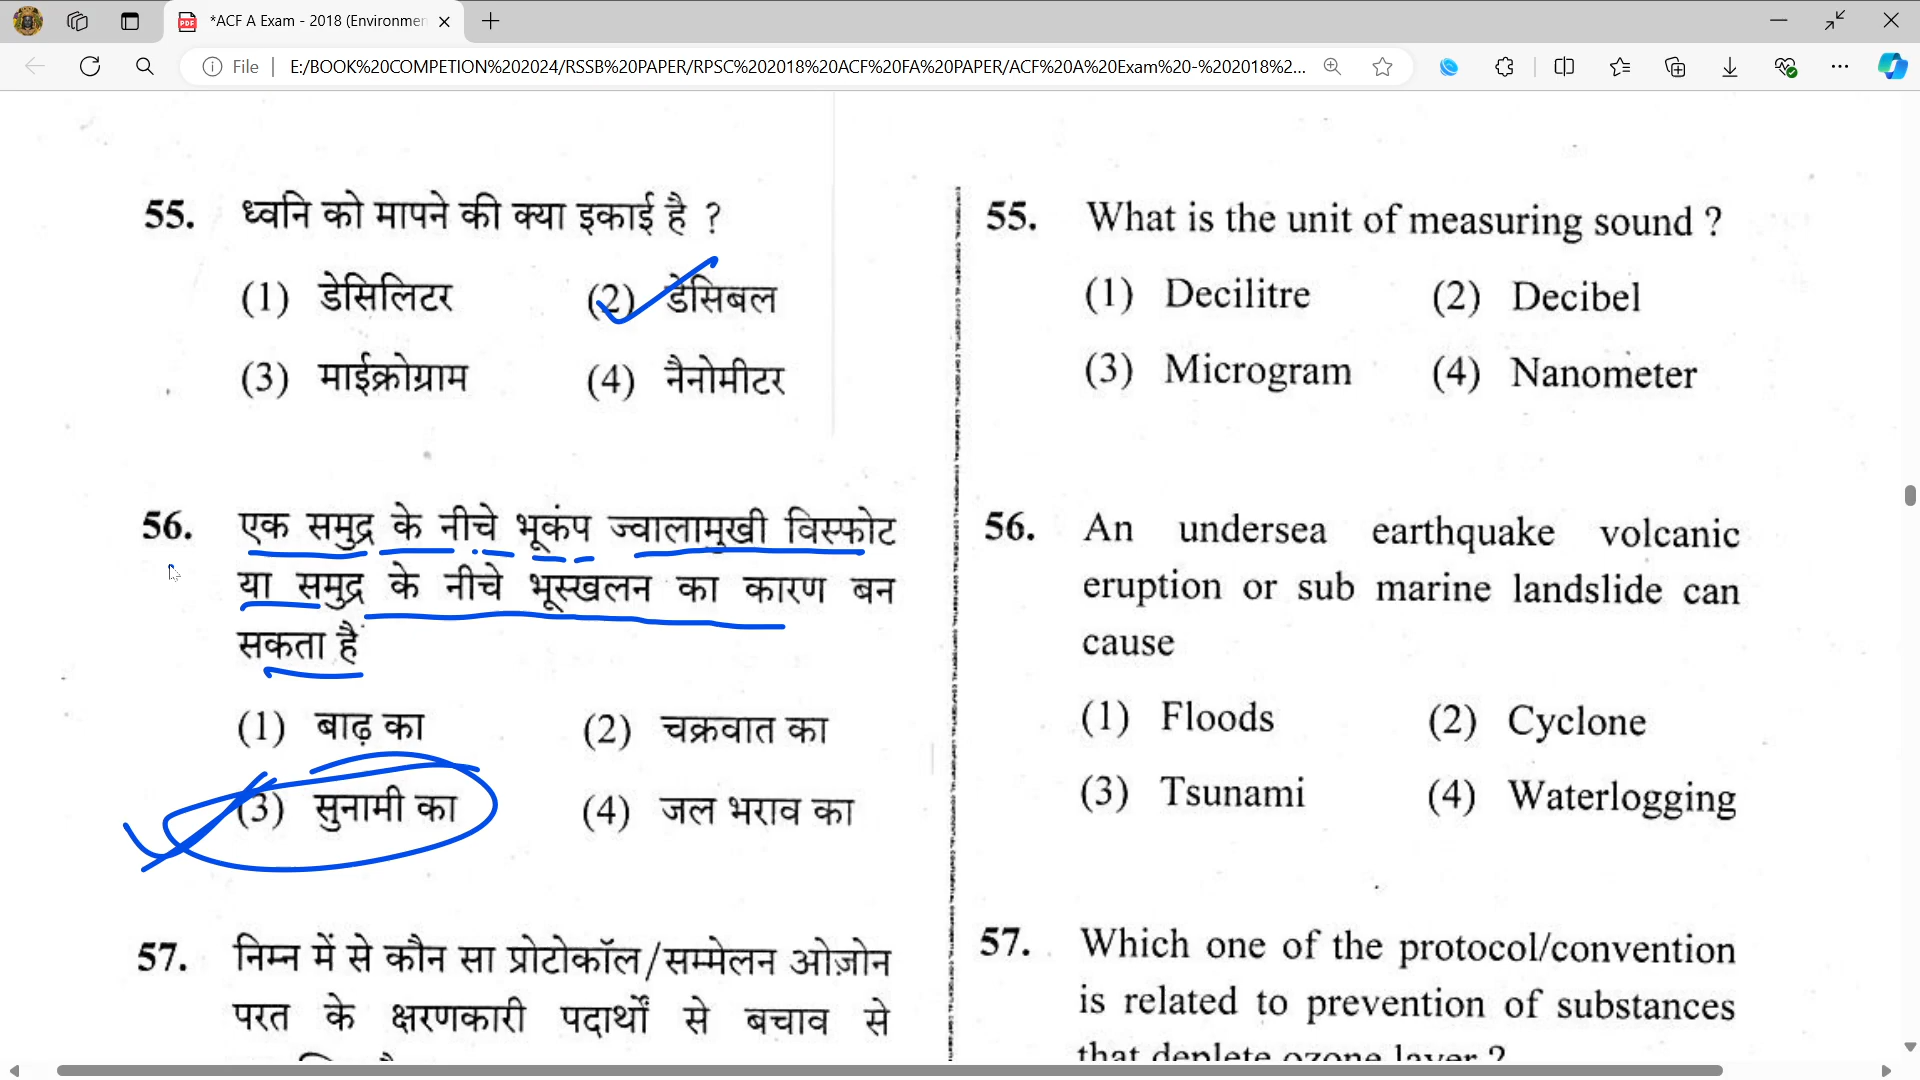 *ACF A Exam - 2018 (Environmen
File
E:/BOOK%20COMPETION%202024/RSSB%20PAPER/RPSC%202018%20ACF%20FA%20PAPER/ACF%20A%20Exam%20-%202018%2...
55. ध्वनि को मापने की क्या इकाई है ?
(1) डेसिलिटर (2) डेसिबल
(3) माईक्रोग्राम (4) नैनोमीटर
56. एक समुद्र के नीचे भूकंप ज्वालामुखी विस्फोट
या समुद्र के नीचे भूस्खलन का कारण बन
सकता है
(1) बाढ़ का (2) चक्रवात का
(3) सुनामी का (4) जल भराव का
57. निम्न में से कौन सा प्रोटोकॉल/सम्मेलन ओज़ोन
परत के क्षरणकारी पदार्थों से बचाव से
55. What is the unit of measuring sound ?
(1) Decilitre (2) Decibel
(3) Microgram (4) Nanometer
56. An undersea earthquake volcanic
eruption or sub marine landslide can
cause
(1) Floods (2) Cyclone
(3) Tsunami (4) Waterlogging
57. Which one of the protocol/convention
is related to prevention of substances
that deplete ozone layer ?